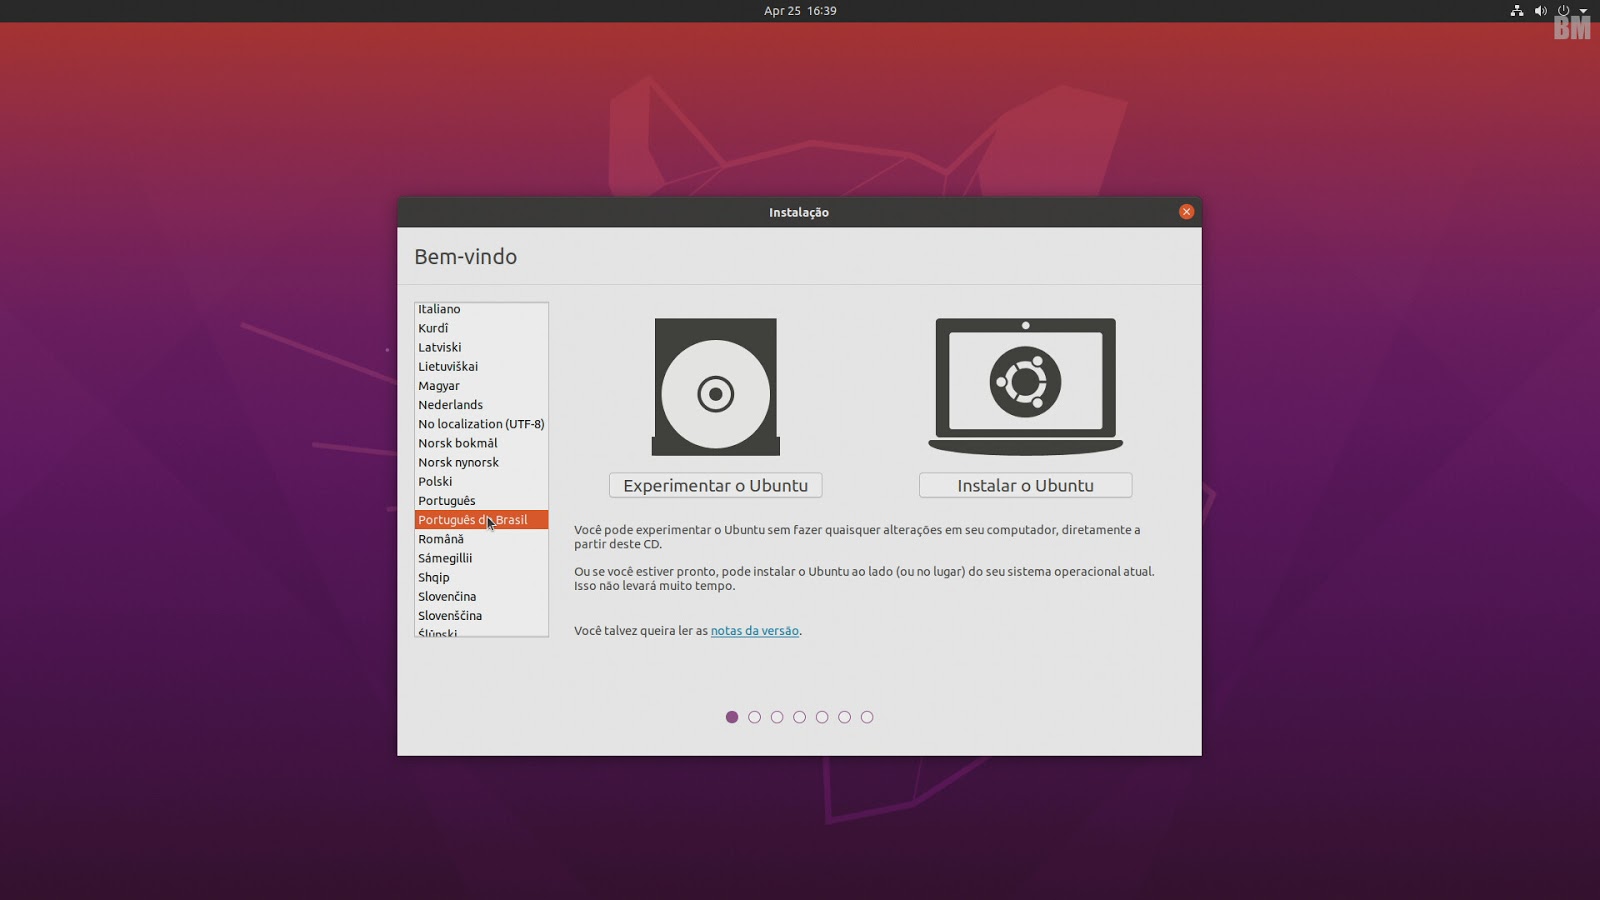 Apr 25 16:39
BM
Instalação
Bem-vindo
Italiano
Kurdî
Latviski
Lietuviškai
Magyar
Nederlands
No localization (UTF-8)
Norsk bokmål
Norsk nynorsk
Polski
Português
Português do Brasil
Română
Sámegillii
Shqip
Slovenčina
Slovenščina
Ślůnski
Experimentar o Ubuntu
Instalar o Ubuntu
Você pode experimentar o Ubuntu sem fazer quaisquer alterações em seu computador, diretamente a
partir deste CD.
Ou se você estiver pronto, pode instalar o Ubuntu ao lado (ou no lugar) do seu sistema operacional atual.
Isso não levará muito tempo.
Você talvez queira ler as notas da versão.